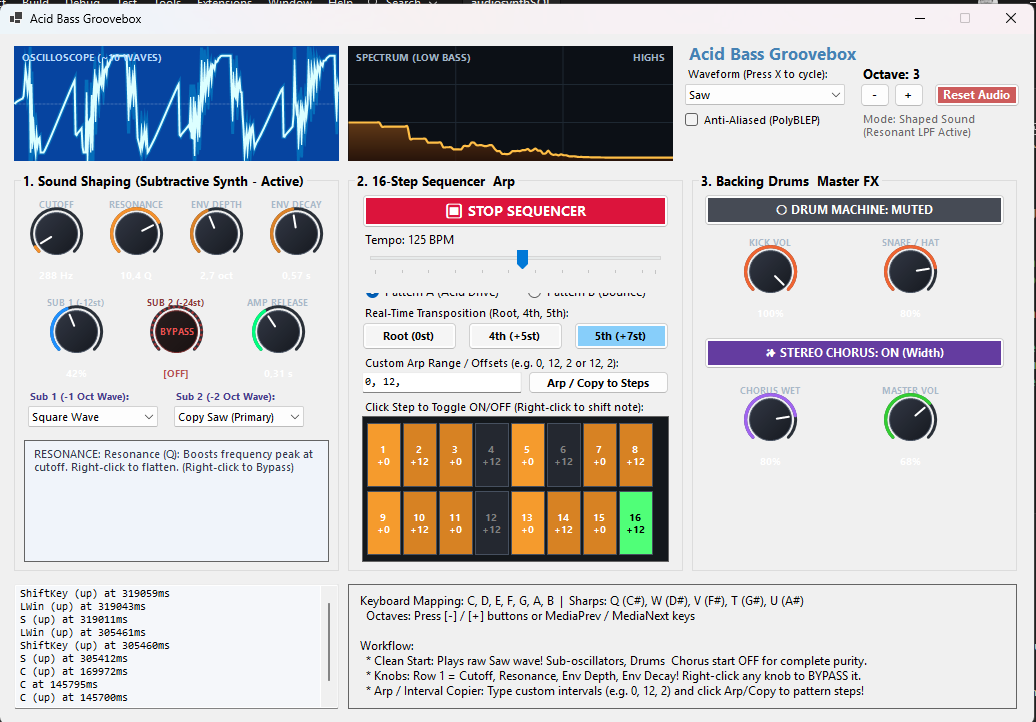 Build Debug Test Tools Extensions Window Help Search audiosynthSQL
Acid Bass Groovebox
OSCILLOSCOPE (~10 WAVES)
SPECTRUM (LOW BASS)
HIGHS
Acid Bass Groovebox
Waveform (Press X to cycle):
Octave: 3
Saw
-
+
Reset Audio
Anti-Aliased (PolyBLEP)
Mode: Shaped Sound
(Resonant LPF Active)
1. Sound Shaping (Subtractive Synth - Active)
CUTOFF
RESONANCE
ENV DEPTH
ENV DECAY
288 Hz
10,4 Q
2,7 oct
0,57 s
SUB 1 (-12st)
SUB 2 (-24st)
AMP RELEASE
BYPASS
42%
[OFF]
0,31 s
Sub 1 (-1 Oct Wave):
Sub 2 (-2 Oct Wave):
Square Wave
Copy Saw (Primary)
RESONANCE: Resonance (Q): Boosts frequency peak at
cutoff. Right-click to flatten. (Right-click to Bypass)
2. 16-Step Sequencer  Arp
STOP SEQUENCER
Tempo: 125 BPM
Pattern A (Acid Drive)
Pattern B (Bounce)
Real-Time Transposition (Root, 4th, 5th):
Root (0st)
4th (+5st)
5th (+7st)
Custom Arp Range / Offsets (e.g. 0, 12, 2 or 12, 2):
0, 12,
Arp / Copy to Steps
Click Step to Toggle ON/OFF (Right-click to shift note):
1 2 3 4 5 6 7 8
+0 +12 +0 +12 +0 +12 +0 +12
9 10 11 12 13 14 15 16
+0 +12 +0 +12 +0 +12 +0 +12
3. Backing Drums  Master FX
DRUM MACHINE: MUTED
KICK VOL
SNARE / HAT
100%
80%
STEREO CHORUS: ON (Width)
CHORUS WET
MASTER VOL
80%
68%
ShiftKey (up) at 319059ms
LWin (up) at 319043ms
S (up) at 319011ms
LWin (up) at 305461ms
ShiftKey (up) at 305460ms
S (up) at 305412ms
C (up) at 169972ms
C at 145795ms
C (up) at 145700ms
Keyboard Mapping: C, D, E, F, G, A, B | Sharps: Q (C#), W (D#), V (F#), T (G#), U (A#)
Octaves: Press [-] / [+] buttons or MediaPrev / MediaNext keys
Workflow:
* Clean Start: Plays raw Saw wave! Sub-oscillators, Drums  Chorus start OFF for complete purity.
* Knobs: Row 1 = Cutoff, Resonance, Env Depth, Env Decay! Right-click any knob to BYPASS it.
* Arp / Interval Copier: Type custom intervals (e.g. 0, 12, 2) and click Arp/Copy to pattern steps!